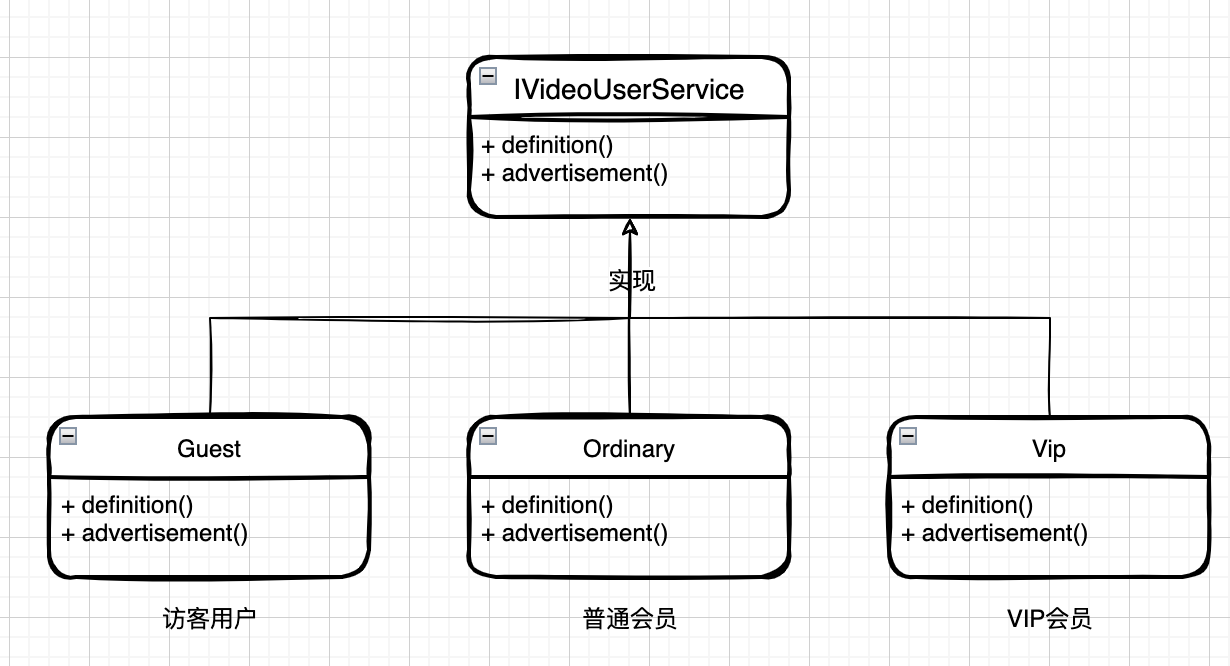 IVideoUserService
+ definition()
+ advertisement()
实现
Guest
+ definition()
+ advertisement()
Ordinary
+ definition()
+ advertisement()
Vip
+ definition()
+ advertisement()
访客用户
普通会员
VIP会员